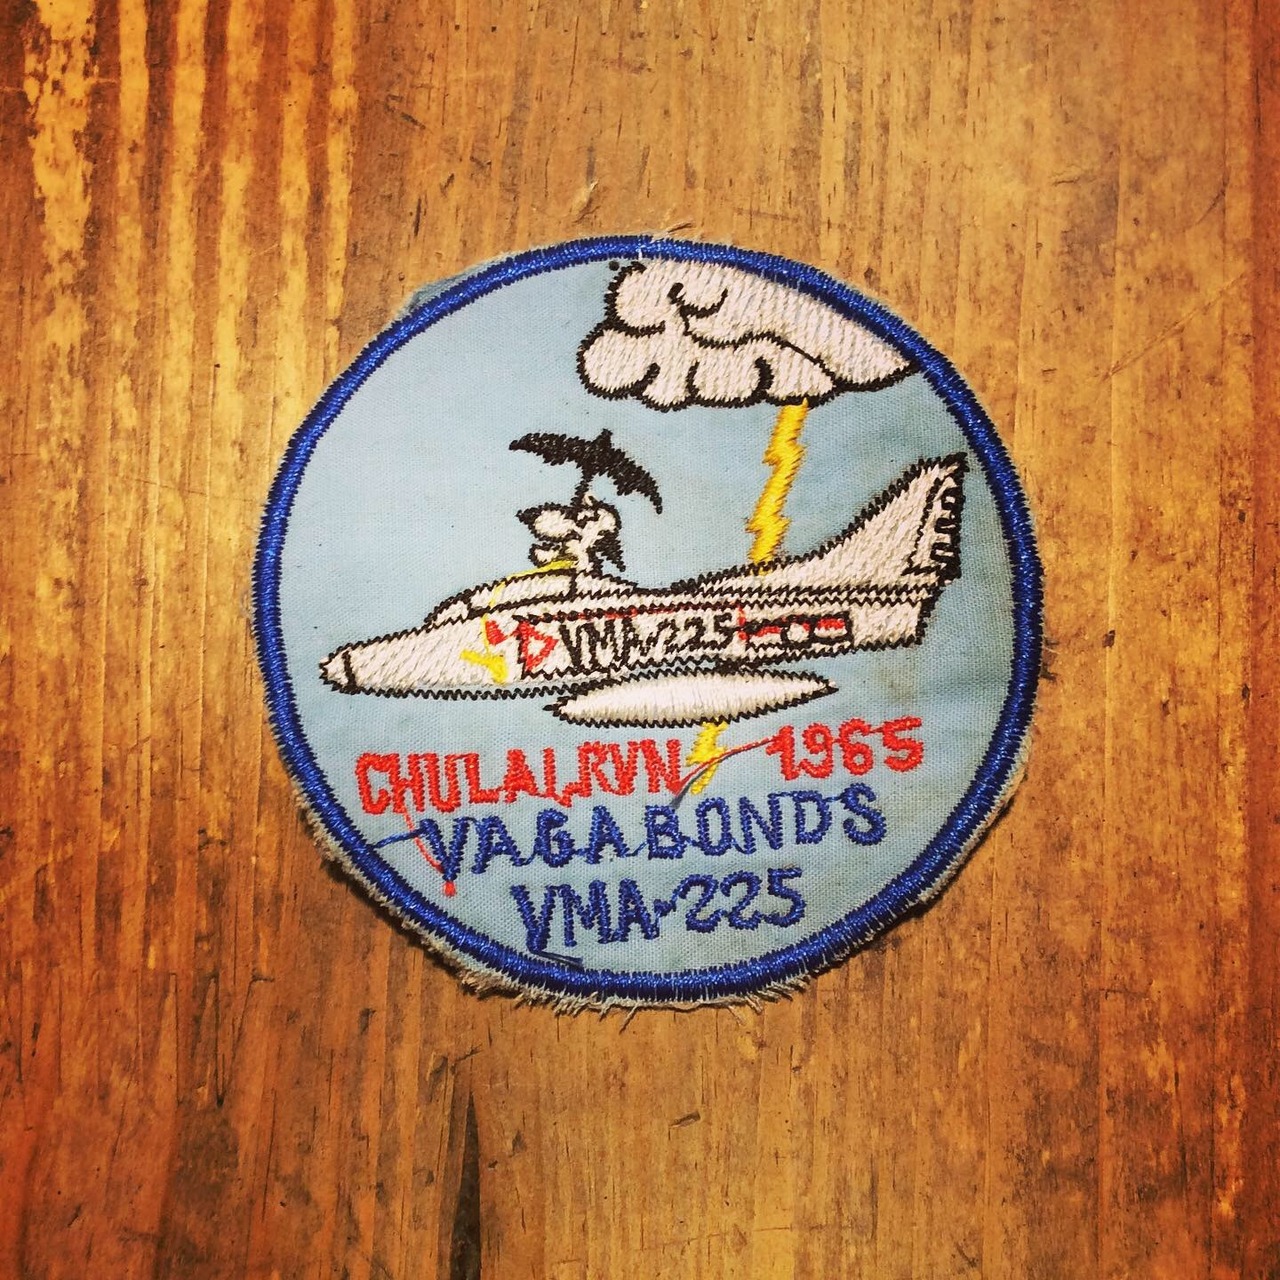 VMA-225
CHULAI, RVN 1965
VAGABONDS
VMA-225